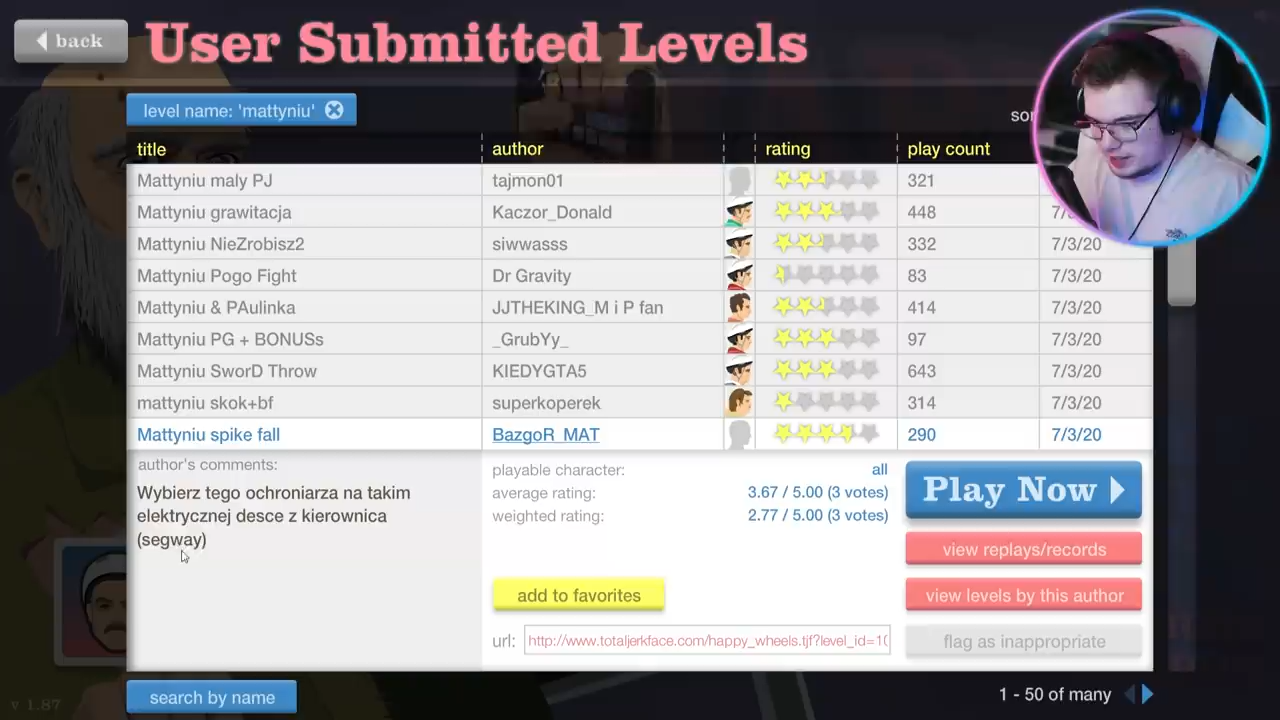 back
User Submitted Levels
level name: 'mattyniu'
title author rating play count
Mattyniu maly PJ tajmon01 321
Mattyniu grawitacja Kaczor_Donald 448
Mattyniu NieZrobisz2 siwwasss 332 7/3/20
Mattyniu Pogo Fight Dr Gravity 83 7/3/20
Mattyniu & PAulinka JJTHEKING_M i P fan 414 7/3/20
Mattyniu PG + BONUSs _GrubYy_ 97 7/3/20
Mattyniu SworD Throw KIEDYGTA5 643 7/3/20
mattyniu skok+bf superkoperek 314 7/3/20
Mattyniu spike fall BazgoR_MAT 290 7/3/20
author's comments:
Wybierz tego ochroniarza na takim
elektrycznej desce z kierownica
(segway)
playable character: all
average rating: 3.67 / 5.00 (3 votes)
weighted rating: 2.77 / 5.00 (3 votes)
add to favorites
url: http://www.totaljerkface.com/happy_wheels.tjf?level_id=1
Play Now
view replays/records
view levels by this author
flag as inappropriate
search by name
1 - 50 of many
v 1.87